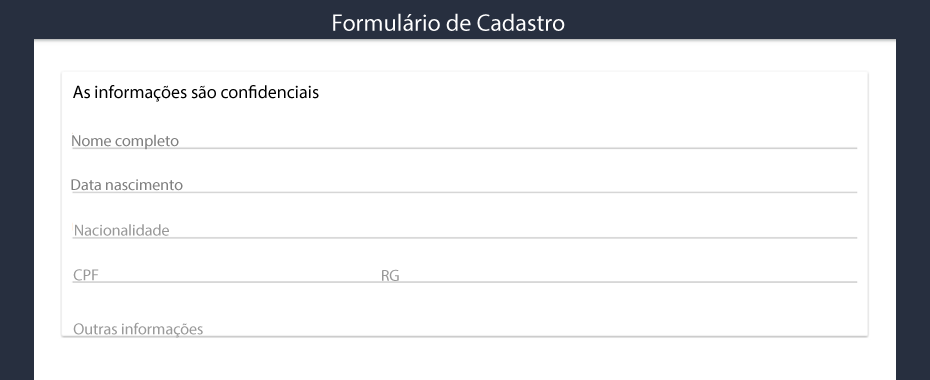 Formulário de Cadastro
As informações são confidenciais
Nome completo
Data nascimento
Nacionalidade
CPF RG
Outras informações